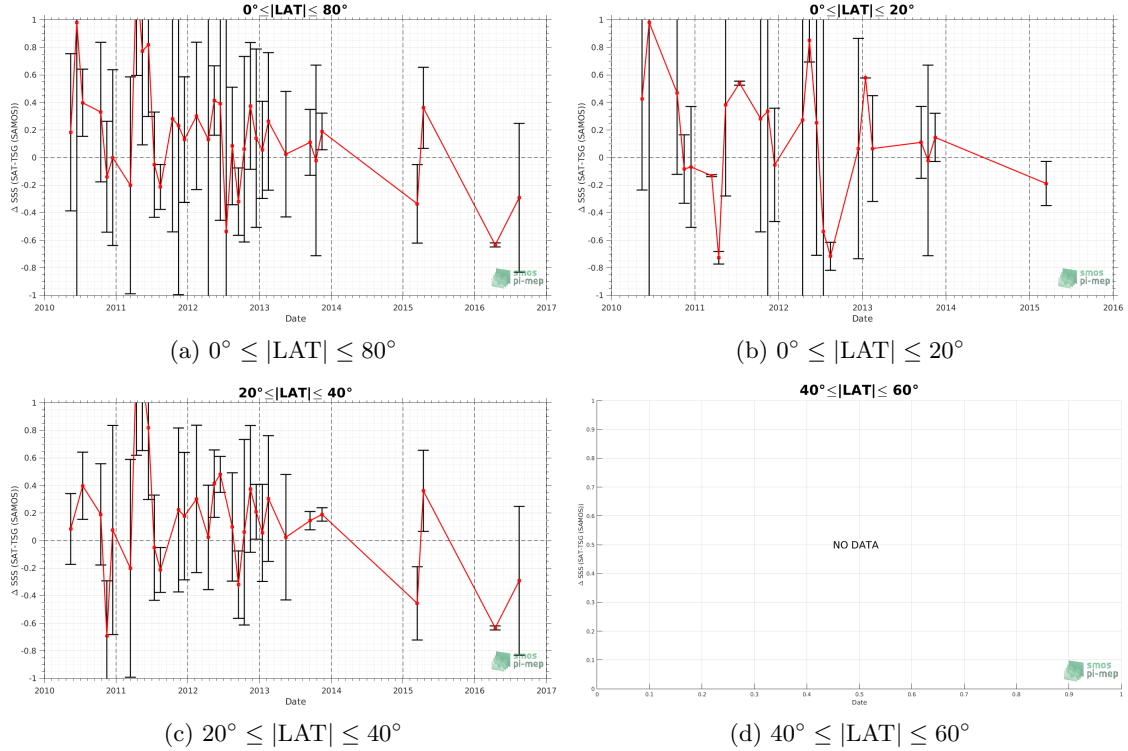 0°≤|LAT|≤ 80°
Δ SSS (SAT-TSG (SAMOS))
1
0.8
0.6
0.4
0.2
0
-0.2
-0.4
-0.6
-0.8
-1
2010 2011 2012 2013 2014 2015 2016 2017
Date
smos
pi-mep
(a) 0° ≤ |LAT| ≤ 80°
0°≤|LAT|≤ 20°
Δ SSS (SAT-TSG (SAMOS))
1
0.8
0.6
0.4
0.2
0
-0.2
-0.4
-0.6
-0.8
-1
2010 2011 2012 2013 2014 2015 2016
Date
smos
pi-mep
(b) 0° ≤ |LAT| ≤ 20°
20°≤|LAT|≤ 40°
Δ SSS (SAT-TSG (SAMOS))
1
0.8
0.6
0.4
0.2
0
-0.2
-0.4
-0.6
-0.8
-1
2010 2011 2012 2013 2014 2015 2016 2017
Date
smos
pi-mep
(c) 20° ≤ |LAT| ≤ 40°
40°≤|LAT|≤ 60°
Δ SSS (SAT-TSG (SAMOS))
1
0.9
0.8
0.7
0.6
0.5
0.4
0.3
0.2
0.1
0
NO DATA
0 0.1 0.2 0.3 0.4 0.5 0.6 0.7 0.8 0.9 1
Date
smos
pi-mep
(d) 40° ≤ |LAT| ≤ 60°